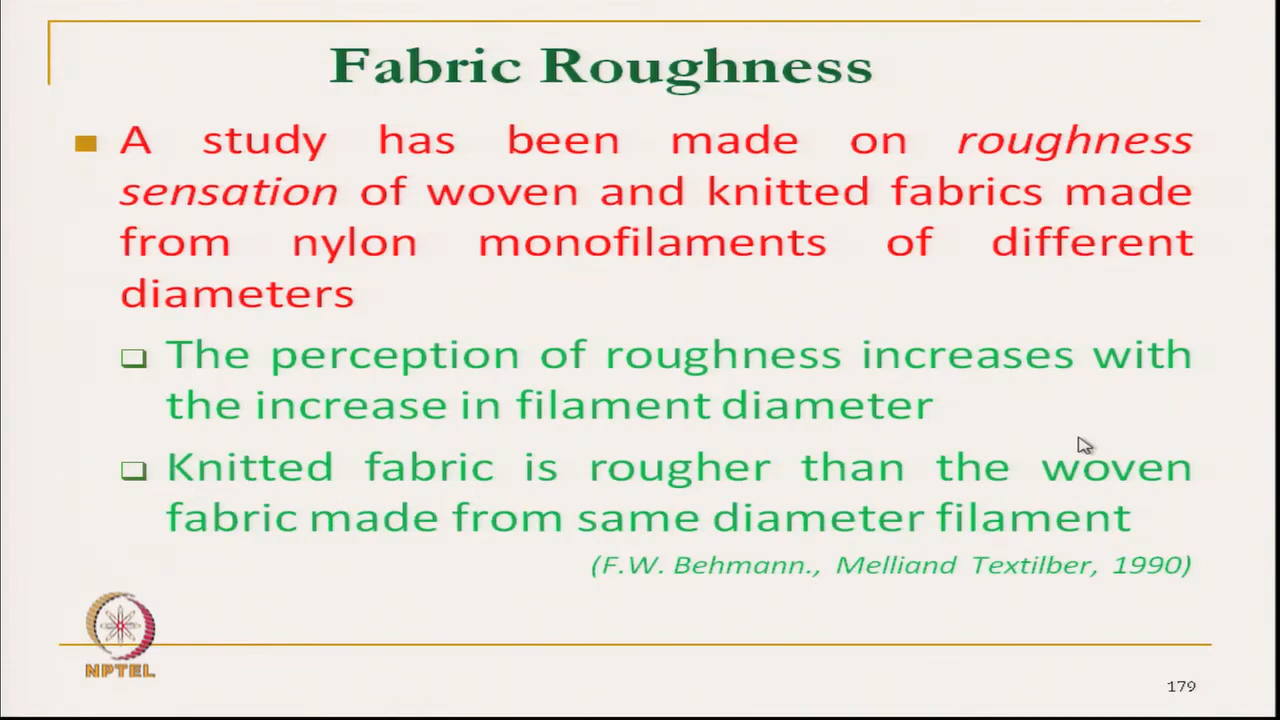 Fabric Roughness
A study has been made on roughness
sensation of woven and knitted fabrics made
from nylon monofilaments of different
diameters
The perception of roughness increases with
the increase in filament diameter
Knitted fabric is rougher than the woven
fabric made from same diameter filament
(F.W. Behmann., Melliand Textilber, 1990)
NPTEL
179